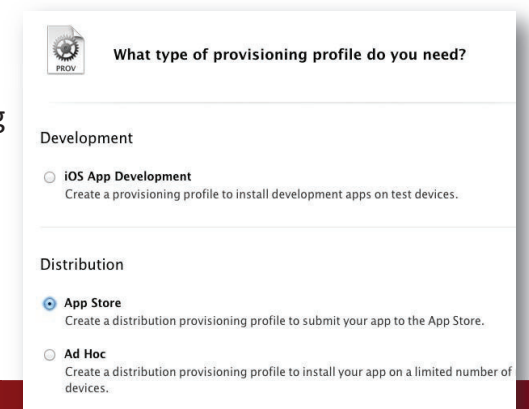 PROV
What type of provisioning profile do you need?
g
Development
iOS App Development
Create a provisioning profile to install development apps on test devices.
Distribution
App Store
Create a distribution provisioning profile to submit your app to the App Store.
Ad Hoc
Create a distribution provisioning profile to install your app on a limited number of
devices.